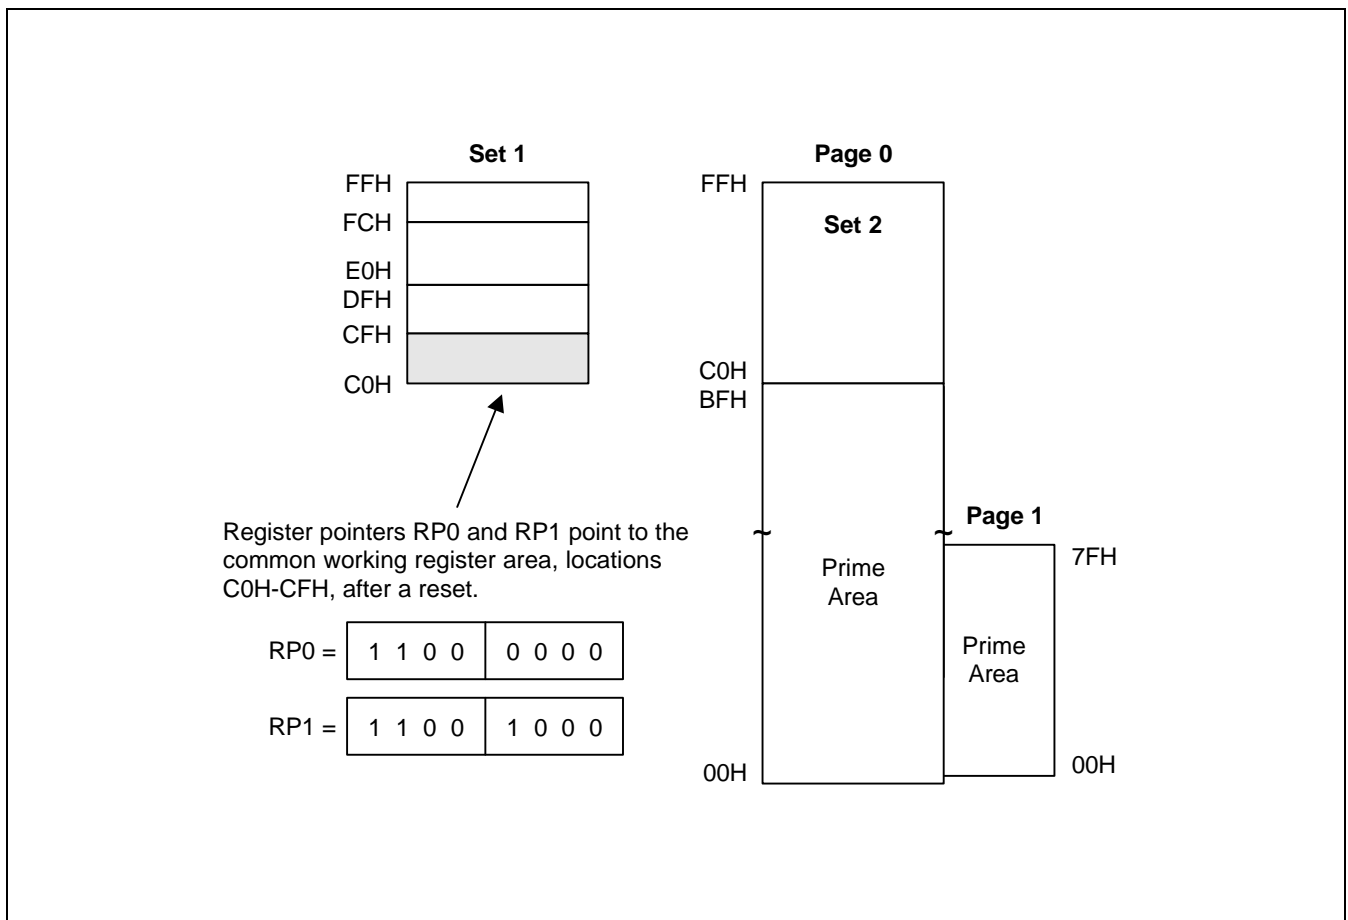 Set 1
FFH
FCH
E0H
DFH
CFH
C0H
Register pointers RP0 and RP1 point to the
common working register area, locations
C0H-CFH, after a reset.
RP0 = 1 1 0 0 0 0 0 0
RP1 = 1 1 0 0 1 0 0 0
Page 0
FFH
Set 2
C0H
BFH
~ ~
Prime
Area
00H
Page 1
7FH
Prime
Area
00H